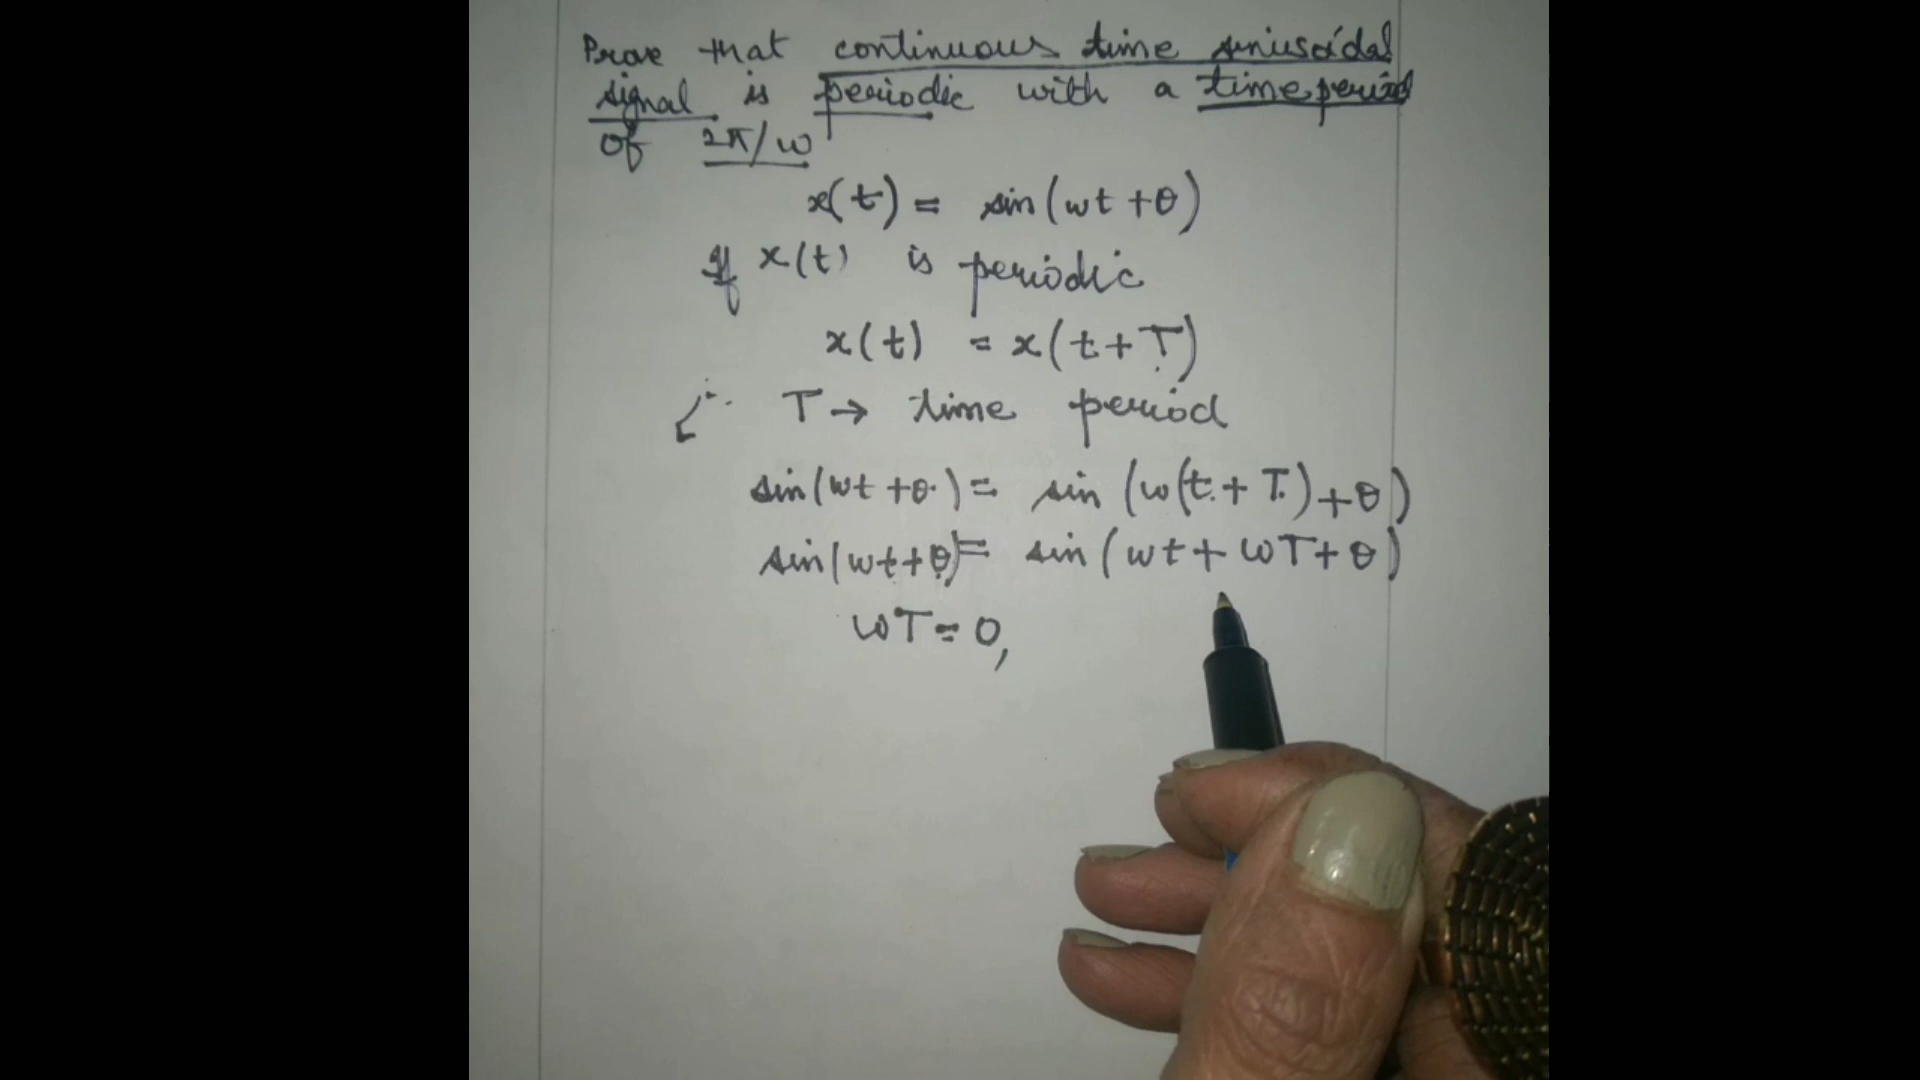 Prove that continuous time sinusoidal
signal is periodic with a time period
of 2π/ω
x(t) = sin(ωt + θ)
If x(t) is periodic
x(t) = x(t + T)
T → time period
sin(ωt + θ) = sin (ω(t + T) + θ)
sin(ωt + θ) = sin (ωt + ωT + θ)
ωT = 0,